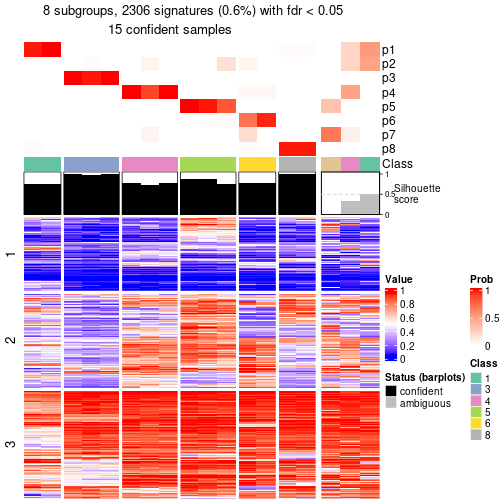 8 subgroups, 2306 signatures (0.6%) with fdr < 0.05
15 confident samples
p1
p2
p3
p4
p5
p6
p7
p8
Class
1
0.5
0
Silhouette
score
1
2
3
Value
1
0.8
0.6
0.4
0.2
0
Prob
1
0.5
0
Status (barplots)
confident
ambiguous
Class
1
3
4
5
6
8